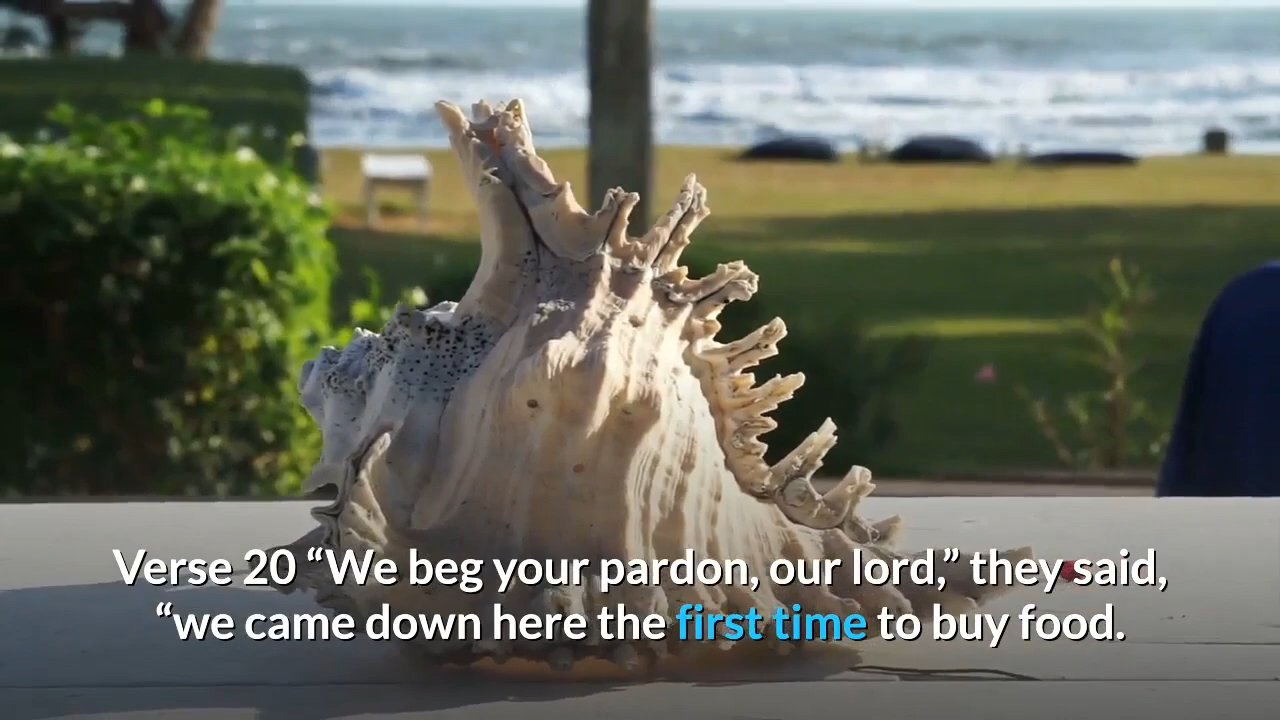 Verse 20 “We beg your pardon, our lord,” they said,
“we came down here the first time to buy food.